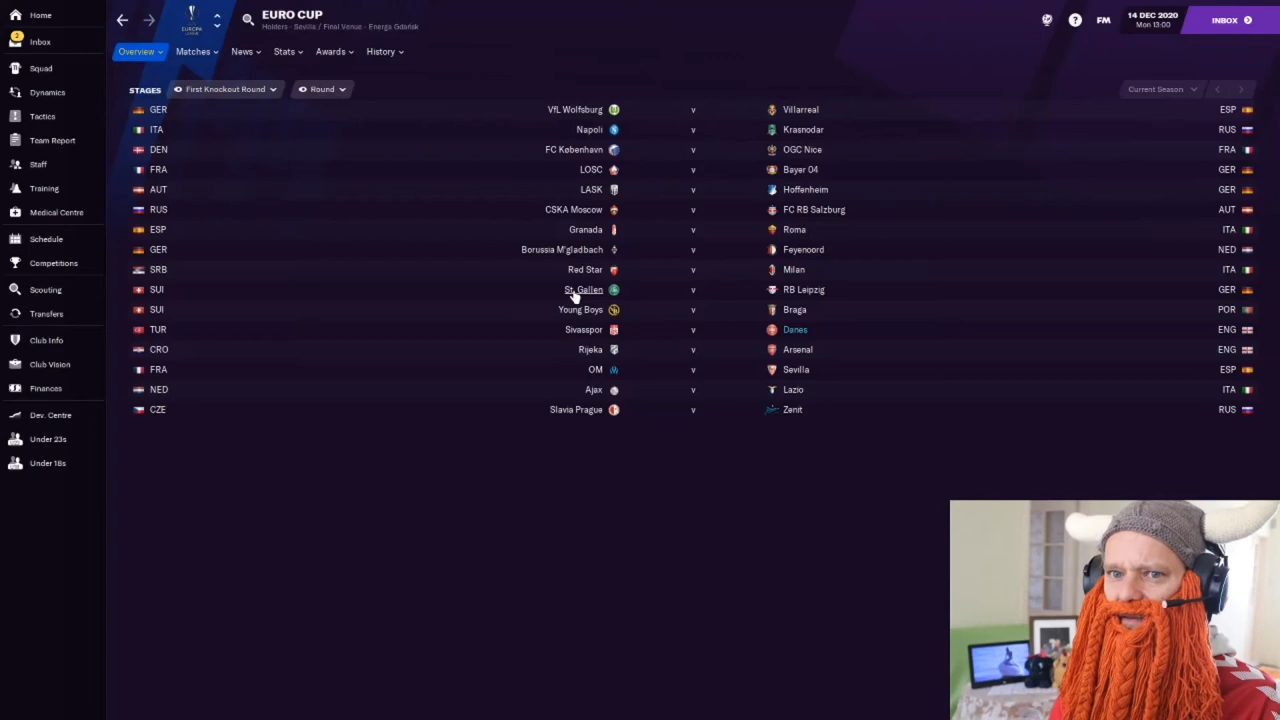 Home
EURO CUP
Holders - Sevilla / Final Venue - Energa Gdańsk
EUROPA
LEAGUE
FM
14 DEC 2020
Mon 13:00
INBOX
2
Inbox
Overview
Matches
News
Stats
Awards
History
Squad
Dynamics
Tactics
Team Report
Staff
Training
Medical Centre
Schedule
Competitions
Scouting
Transfers
Club Info
Club Vision
Finances
Dev. Centre
Under 23s
Under 18s
STAGES
First Knockout Round
Round
Current Season
GER VfL Wolfsburg v Villarreal ESP
ITA Napoli v Krasnodar RUS
DEN FC København v OGC Nice FRA
FRA LOSC v Bayer 04 GER
AUT LASK v Hoffenheim GER
RUS CSKA Moscow v FC RB Salzburg AUT
ESP Granada v Roma ITA
GER Borussia M'gladbach v Feyenoord NED
SRB Red Star v Milan ITA
SUI St. Gallen v RB Leipzig GER
SUI Young Boys v Braga POR
TUR Sivasspor v Danes ENG
CRO Rijeka v Arsenal ENG
FRA OM v Sevilla ESP
NED Ajax v Lazio ITA
CZE Slavia Prague v Zenit RUS